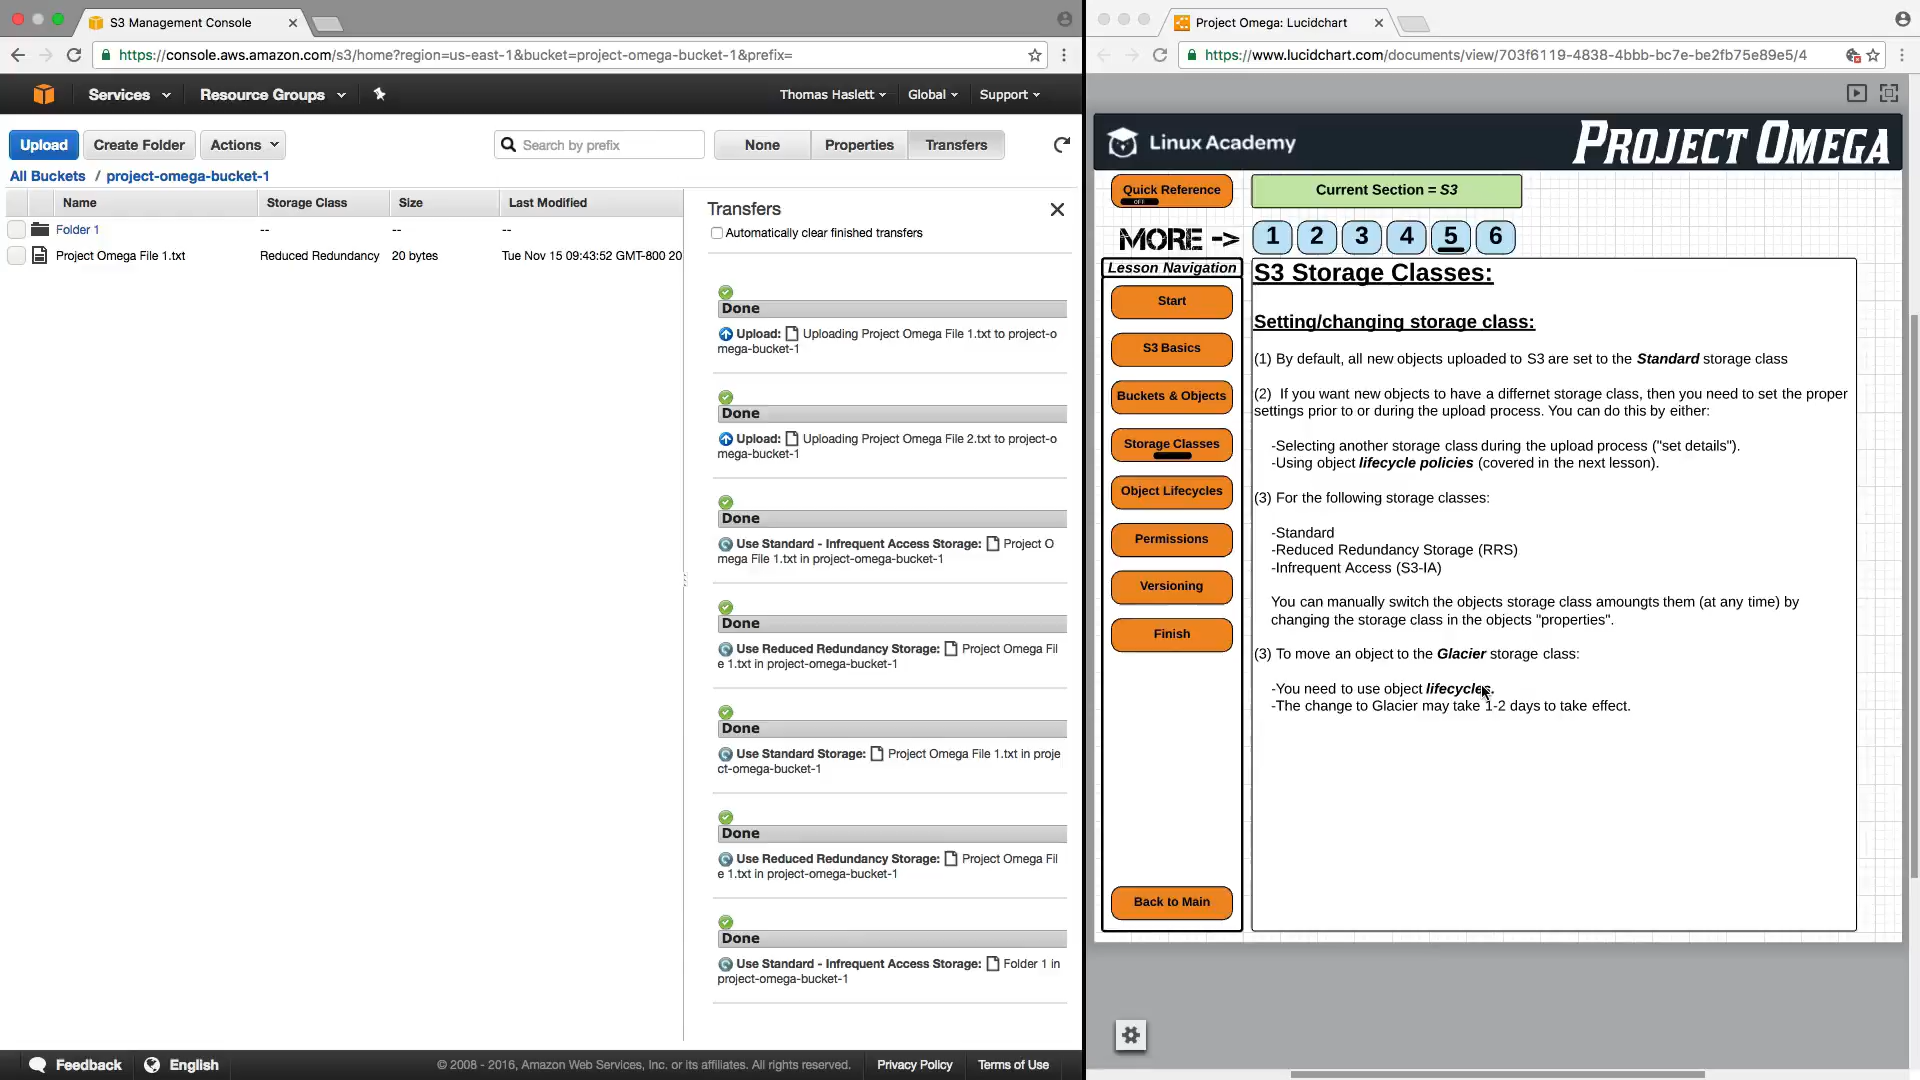 S3 Management Console
https://console.aws.amazon.com/s3/home?region=us-east-1&bucket=project-omega-bucket-1&prefix=
Services
Resource Groups
Thomas Haslett
Global
Support
Upload
Create Folder
Actions
Search by prefix
None
Properties
Transfers
All Buckets / project-omega-bucket-1
Name
Storage Class
Size
Last Modified
Folder 1
--
--
--
Project Omega File 1.txt
Reduced Redundancy
20 bytes
Tue Nov 15 09:43:52 GMT-800 20
Transfers
Automatically clear finished transfers
Done
Upload: Uploading Project Omega File 1.txt to project-o
mega-bucket-1
Done
Upload: Uploading Project Omega File 2.txt to project-o
mega-bucket-1
Done
Use Standard - Infrequent Access Storage: Project O
mega File 1.txt in project-omega-bucket-1
Done
Use Reduced Redundancy Storage: Project Omega Fil
e 1.txt in project-omega-bucket-1
Done
Use Standard Storage: Project Omega File 1.txt in proje
ct-omega-bucket-1
Done
Use Reduced Redundancy Storage: Project Omega Fil
e 1.txt in project-omega-bucket-1
Done
Use Standard - Infrequent Access Storage: Folder 1 in
project-omega-bucket-1
Feedback
English
© 2008 - 2016, Amazon Web Services, Inc. or its affiliates. All rights reserved.
Privacy Policy
Terms of Use
Project Omega: Lucidchart
https://www.lucidchart.com/documents/view/703f6119-4838-4bbb-bc7e-be2fb75e89e5/4
Linux Academy
PROJECT OMEGA
Quick Reference
OFF
Current Section = S3
MORE ->
1
2
3
4
5
6
Lesson Navigation
Start
S3 Basics
Buckets & Objects
Storage Classes
Object Lifecycles
Permissions
Versioning
Finish
Back to Main
S3 Storage Classes:
Setting/changing storage class:
(1) By default, all new objects uploaded to S3 are set to the Standard storage class
(2) If you want new objects to have a differnet storage class, then you need to set the proper
settings prior to or during the upload process. You can do this by either:
-Selecting another storage class during the upload process ("set details").
-Using object lifecycle policies (covered in the next lesson).
(3) For the following storage classes:
-Standard
-Reduced Redundancy Storage (RRS)
-Infrequent Access (S3-IA)
You can manually switch the objects storage class amoungts them (at any time) by
changing the storage class in the objects "properties".
(3) To move an object to the Glacier storage class:
-You need to use object lifecycles.
-The change to Glacier may take 1-2 days to take effect.